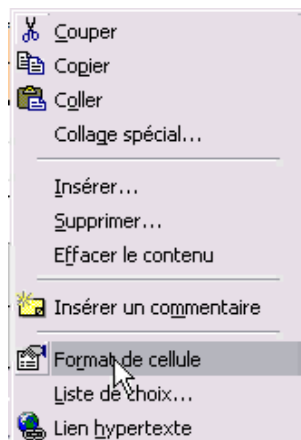 Couper
Copier
Coller
Collage spécial...
Insérer...
Supprimer...
Effacer le contenu
Insérer un commentaire
Format de cellule
Liste de choix...
Lien hypertexte